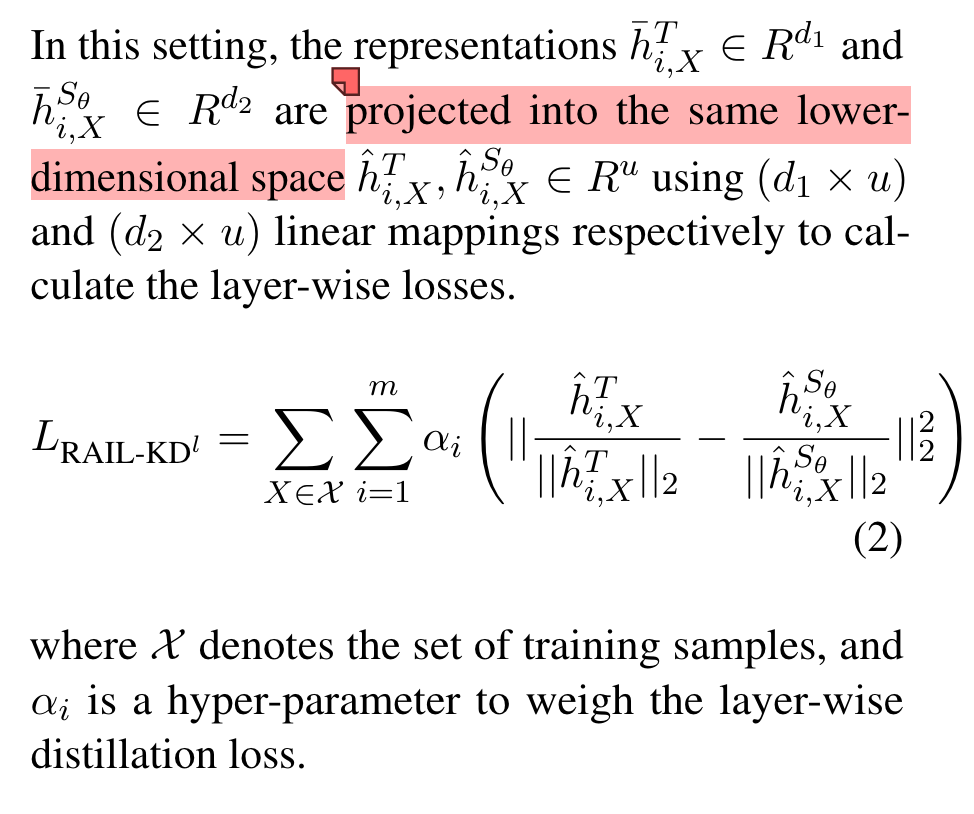 In this setting, the representations $\bar{h}^{T}_{i,X} \in R^{d_1}$ and
$\bar{h}^{S_\theta}_{i,X} \in R^{d_2}$ are projected into the same lower-
dimensional space $\hat{h}^{T}_{i,X}, \hat{h}^{S_\theta}_{i,X} \in R^{u}$ using $(d_1 \times u)$
and $(d_2 \times u)$ linear mappings respectively to cal-
culate the layer-wise losses.
$L_{\text{RAIL-KD}^l} = \sum_{X \in \mathcal{X}} \sum_{i=1}^{m} \alpha_i \left( || \frac{\hat{h}^{T}_{i,X}}{||\hat{h}^{T}_{i,X}||_2} - \frac{\hat{h}^{S_\theta}_{i,X}}{||\hat{h}^{S_\theta}_{i,X}||_2} ||_2^2 \right)$
(2)
where $\mathcal{X}$ denotes the set of training samples, and
$\alpha_i$ is a hyper-parameter to weigh the layer-wise
distillation loss.